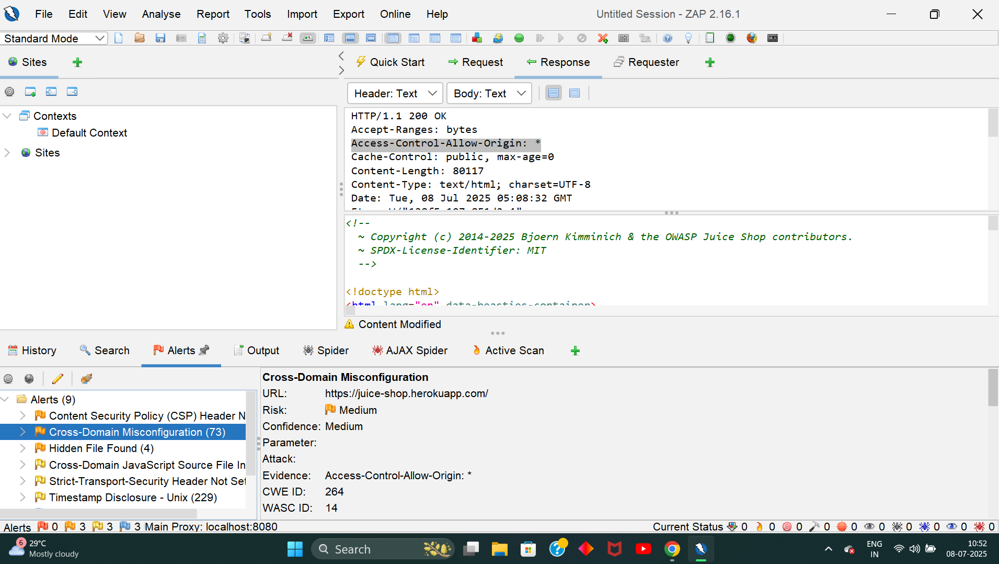 File Edit View Analyse Report Tools Import Export Online Help
Untitled Session - ZAP 2.16.1
Standard Mode
Sites
Quick Start Request Response Requester
Header: Text Body: Text
Contexts
Default Context
Sites
HTTP/1.1 200 OK
Accept-Ranges: bytes
Access-Control-Allow-Origin: *
Cache-Control: public, max-age=0
Content-Length: 80117
Content-Type: text/html; charset=UTF-8
Date: Tue, 08 Jul 2025 05:08:32 GMT
<!--
~ Copyright (c) 2014-2025 Bjoern Kimminich & the OWASP Juice Shop contributors.
~ SPDX-License-Identifier: MIT
-->
<!doctype html>
<html lang="en" data-beasties-container>
Content Modified
History Search Alerts Output Spider AJAX Spider Active Scan
Alerts (9)
Content Security Policy (CSP) Header N
Cross-Domain Misconfiguration (73)
Hidden File Found (4)
Cross-Domain JavaScript Source File In
Strict-Transport-Security Header Not Set
Timestamp Disclosure - Unix (229)
Cross-Domain Misconfiguration
URL: https://juice-shop.herokuapp.com/
Risk: Medium
Confidence: Medium
Parameter:
Attack:
Evidence: Access-Control-Allow-Origin: *
CWE ID: 264
WASC ID: 14
Alerts 0 3 3 3 Main Proxy: localhost:8080
Current Status 0 0 0 0 0 0 0 0 0 0
6
29°C
Mostly cloudy
Search
ENG
IN
10:52
08-07-2025